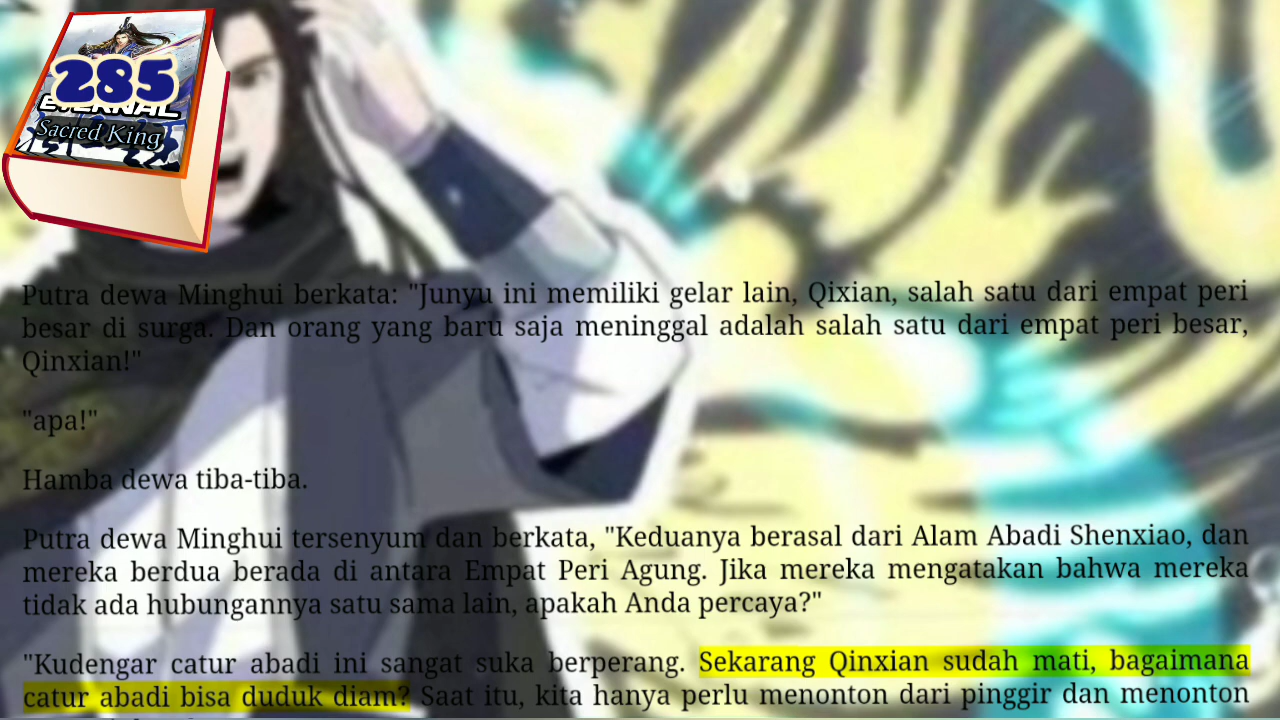 285
ETERNAL
Sacred King
Putra dewa Minghui berkata: "Junyu ini memiliki gelar lain, Qixian, salah satu dari empat peri
besar di surga. Dan orang yang baru saja meninggal adalah salah satu dari empat peri besar,
Qinxian!"
"apa!"
Hamba dewa tiba-tiba.
Putra dewa Minghui tersenyum dan berkata, "Keduanya berasal dari Alam Abadi Shenxiao, dan
mereka berdua berada di antara Empat Peri Agung. Jika mereka mengatakan bahwa mereka
tidak ada hubungannya satu sama lain, apakah Anda percaya?"
"Kudengar catur abadi ini sangat suka berperang. Sekarang Qinxian sudah mati, bagaimana
catur abadi bisa duduk diam? Saat itu, kita hanya perlu menonton dari pinggir dan menonton